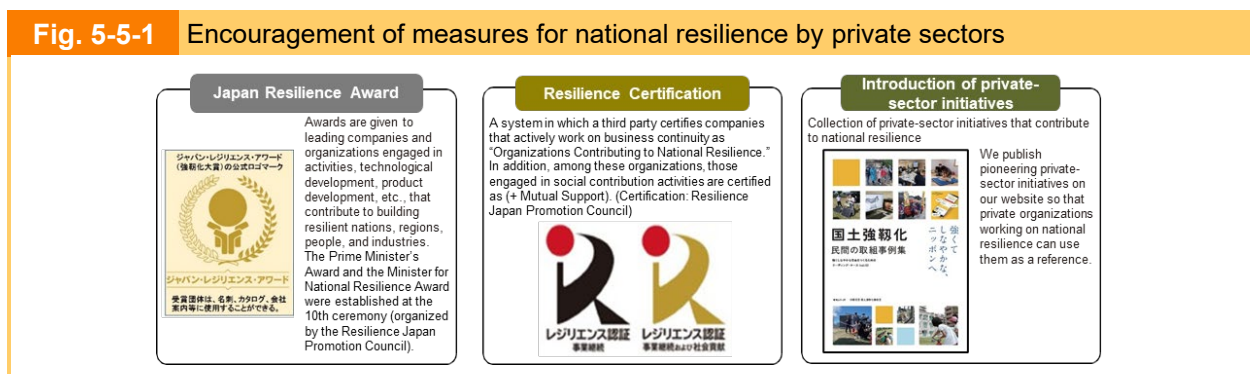 Fig. 5-5-1
Encouragement of measures for national resilience by private sectors
Japan Resilience Award
ジャパン・レジリエンス・アワード
（強靭化大賞）の公式ロゴマーク
ジャパン・レジリエンス・アワード
受賞団体は、名刺、カタログ、会社
案内等に使用することができる。
Awards are given to
leading companies and
organizations engaged in
activities, technological
development, product
development, etc., that
contribute to building
resilient nations, regions,
people, and industries.
The Prime Minister's
Award and the Minister for
National Resilience Award
were established at the
10th ceremony (organized
by the Resilience Japan
Promotion Council).
Resilience Certification
A system in which a third party certifies companies
that actively work on business continuity as
"Organizations Contributing to National Resilience."
In addition, among these organizations, those
engaged in social contribution activities are certified
as (+ Mutual Support). (Certification: Resilience
Japan Promotion Council)
レジリエンス認証
事業継続
レジリエンス認証
事業継続および社会貢献
Introduction of private-
sector initiatives
Collection of private-sector initiatives that contribute
to national resilience
国土強靱化
民間の取組事例集
強くて
しなやかな、
ニッポンへ
We publish
pioneering private-
sector initiatives on
our website so that
private organizations
working on national
resilience can use
them as a reference.